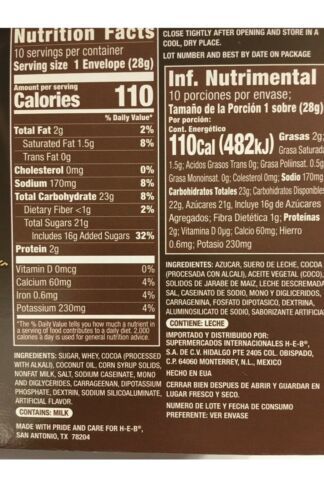 Nutrition Facts
10 servings per container
Serving size 1 Envelope (28g)
Amount per serving
Calories 110
% Daily Value*
Total Fat 2g 2%
Saturated Fat 1.5g 8%
Trans Fat 0g
Cholesterol 0mg 0%
Sodium 170mg 8%
Total Carbohydrate 23g 8%
Dietary Fiber <1g 2%
Total Sugars 21g
Includes 16g Added Sugars 32%
Protein 2g
Vitamin D 0mcg 0%
Calcium 60mg 4%
Iron 0.6mg 4%
Potassium 230mg 4%
*The % Daily Value tells you how much a nutrient in
a serving of food contributes to a daily diet. 2,000
calories a day is used for general nutrition advice.
INGREDIENTS: SUGAR, WHEY, COCOA (PROCESSED
WITH ALKALI), COCONUT OIL, CORN SYRUP SOLIDS,
NONFAT MILK, SALT, SODIUM CASEINATE, MONO
AND DIGLYCERIDES, CARRAGEENAN, DIPOTASSIUM
PHOSPHATE, DEXTRIN, SODIUM SILICOALUMINATE,
ARTIFICIAL FLAVOR.
CONTAINS: MILK
MADE WITH PRIDE AND CARE FOR H-E-B®,
SAN ANTONIO, TX 78204
CLOSE TIGHTLY AFTER OPENING AND STORE IN A
COOL, DRY PLACE.
LOT NUMBER AND BEST BY DATE ON PACKAGE
Inf. Nutrimental
10 porciones por envase;
Tamaño de la Porción 1 sobre (28g)
Por porción:
Cont. Energético
110Cal (482kJ) Grasas 2g;
Grasa Saturada
1.5g; Acidos Grasos Trans 0g; Grasa Poliinsat. 0.5g
Grasa Monoinsat. 0g; Colesterol 0mg; Sodio 170mg
Carbohidratos Totales 23g; Carbohidratos Disponibles
22g, Azúcares 21g, Incluye 16g de Azúcares
Agregados; Fibra Dietética 1g; Proteínas
2g; Vitamina D 0µg; Calcio 60mg; Hierro
0.6mg; Potasio 230mg
INGREDIENTES: AZUCAR, SUERO DE LECHE, COCOA
(PROCESADA CON ALCALI), ACEITE VEGETAL (COCO),
SOLIDOS DE JARABE DE MAIZ, LECHE DESCREMADA,
SAL, CASEINATO DE SODIO, MONO Y DIGLICERIDOS,
CARRAGENINA, FOSFATO DIPOTASICO, DEXTRINA,
ALUMINOSILICATO DE SODIO, SABORIZANTE ARTIFICIAL
CONTIENE: LECHE
IMPORTADO Y DISTRIBUIDO POR:
SUPERMERCADOS INTERNACIONALES H-E-B®,
S.A. DE C.V. HIDALGO PTE 2405 COL. OBISPADO,
C.P. 64060 MONTERREY, N.L., MEXICO
HECHO EN EUA
CERRAR BIEN DESPUES DE ABRIR Y GUARDAR EN
LUGAR FRESCO Y SECO.
NUMERO DE LOTE Y FECHA DE CONSUMO
PREFERENTE: VER ENVASE